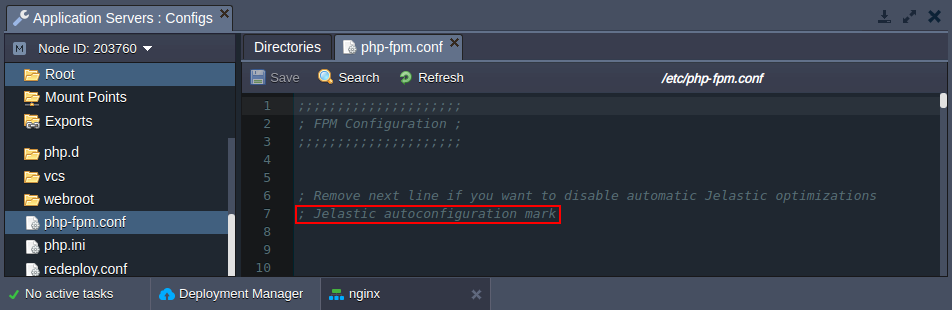 Application Servers : Configs
M Node ID: 203760
Root
Mount Points
Exports
php.d
vcs
webroot
php-fpm.conf
php.ini
redeploy.conf
Directories
php-fpm.conf
Save Search Refresh /etc/php-fpm.conf
1 ;;;;;;;;;;;;;;;;;;;;;
2 ; FPM Configuration ;
3 ;;;;;;;;;;;;;;;;;;;;;
4
5
6 ; Remove next line if you want to disable automatic Jelastic optimizations
7 ; Jelastic autoconfiguration mark
8
9
10
No active tasks Deployment Manager nginx